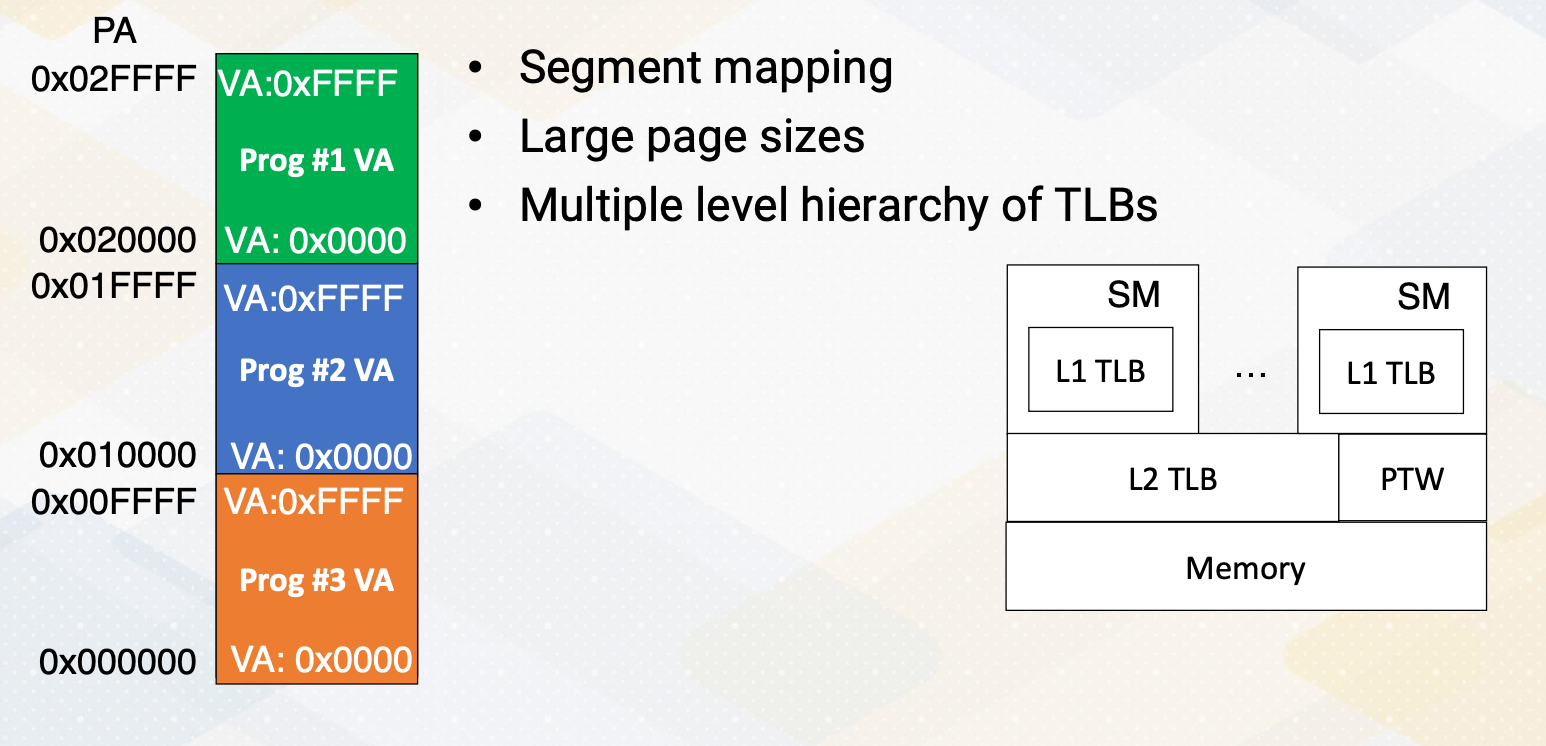 PA
0x02FFFF
VA:0xFFFF
Prog #1 VA
0x020000
VA: 0x0000
0x01FFFF
VA:0xFFFF
Prog #2 VA
0x010000
VA: 0x0000
0x00FFFF
VA:0xFFFF
Prog #3 VA
0x000000
VA: 0x0000
• Segment mapping
• Large page sizes
• Multiple level hierarchy of TLBs
SM
L1 TLB
...
SM
L1 TLB
L2 TLB
PTW
Memory